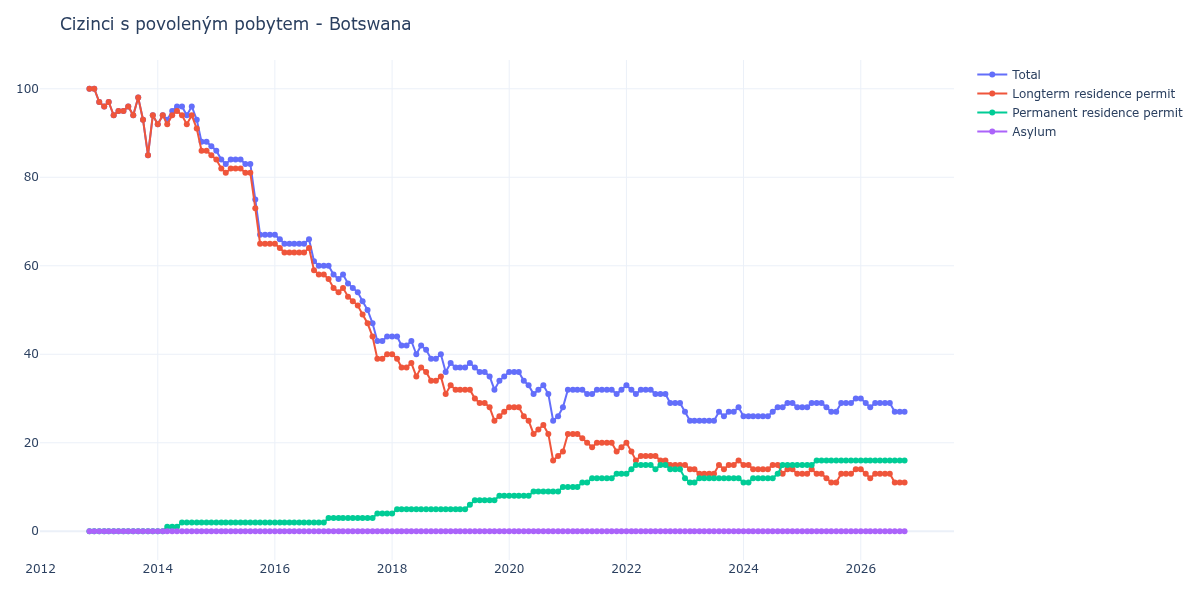 Cizinci s povoleným pobytem - Botswana
Total
Longterm residence permit
Permanent residence permit
Asylum
100
80
60
40
20
0
2012
2014
2016
2018
2020
2022
2024
2026